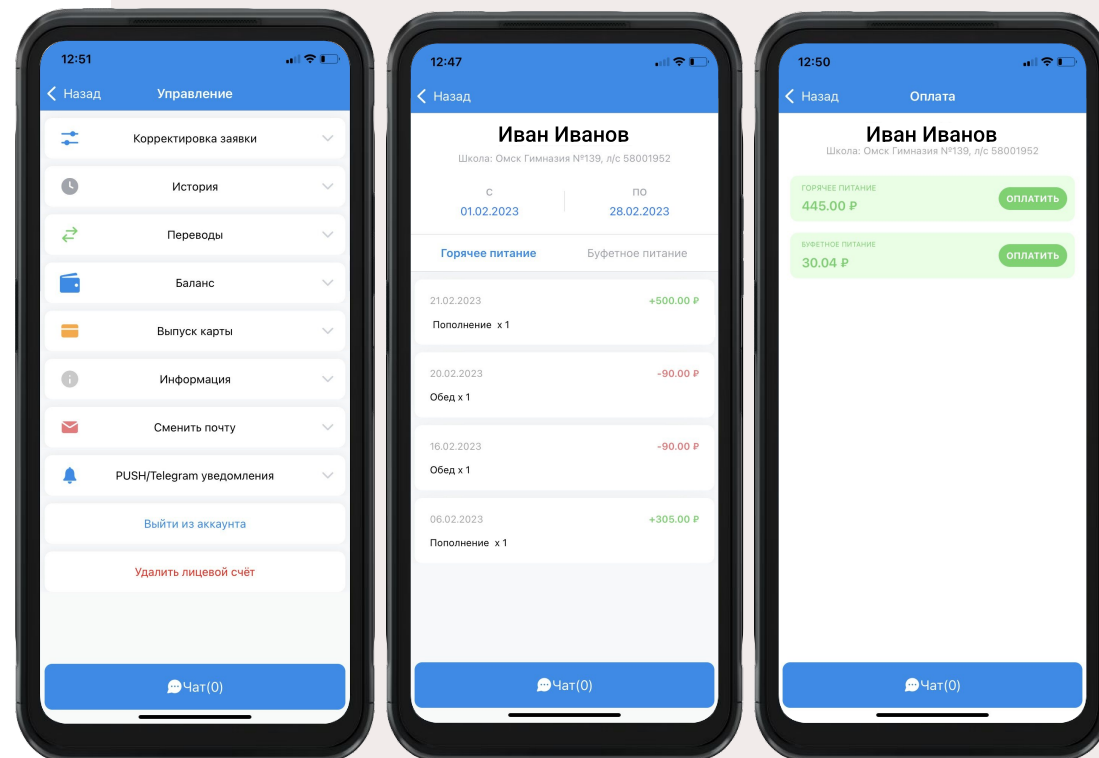 12:51
Назад Управление
Корректировка заявки
История
Переводы
Баланс
Выпуск карты
Информация
Сменить почту
PUSH/Telegram уведомления
Выйти из аккаунта
Удалить лицевой счёт
Чат(0)
12:47
Назад
Иван Иванов
Школа: Омск Гимназия №139, л/с 58001952
С ПО
01.02.2023 28.02.2023
Горячее питание Буфетное питание
21.02.2023 +500.00 ₽
Пополнение x 1
20.02.2023 -90.00 ₽
Обед x 1
16.02.2023 -90.00 ₽
Обед x 1
06.02.2023 +305.00 ₽
Пополнение x 1
Чат(0)
12:50
Назад Оплата
Иван Иванов
Школа: Омск Гимназия №139, л/с 58001952
ГОРЯЧЕЕ ПИТАНИЕ
445.00 ₽ ОПЛАТИТЬ
БУФЕТНОЕ ПИТАНИЕ
30.04 ₽ ОПЛАТИТЬ
Чат(0)